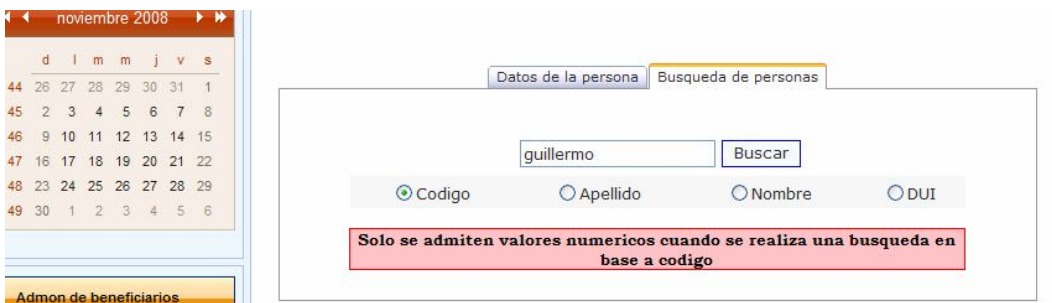 noviembre 2008
d l m m j v s
44 26 27 28 29 30 31 1
45 2 3 4 5 6 7 8
46 9 10 11 12 13 14 15
47 16 17 18 19 20 21 22
48 23 24 25 26 27 28 29
49 30 1 2 3 4 5 6
Admon de beneficiarios
Datos de la persona Busqueda de personas
guillermo Buscar
Codigo Apellido Nombre DUI
Solo se admiten valores numericos cuando se realiza una busqueda en
base a codigo